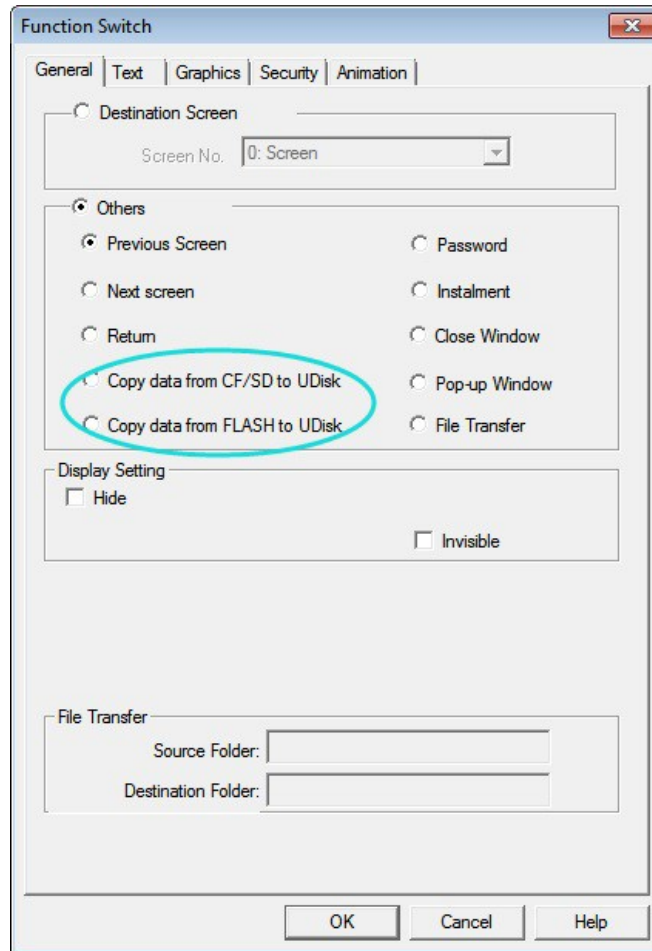 Function Switch
General Text Graphics Security Animation
Destination Screen
Screen No. 0: Screen
Others
Previous Screen Password
Next screen Instalment
Return Close Window
Copy data from CF/SD to UDisk Pop-up Window
Copy data from FLASH to UDisk File Transfer
Display Setting
Hide
Invisible
File Transfer
Source Folder:
Destination Folder:
OK Cancel Help